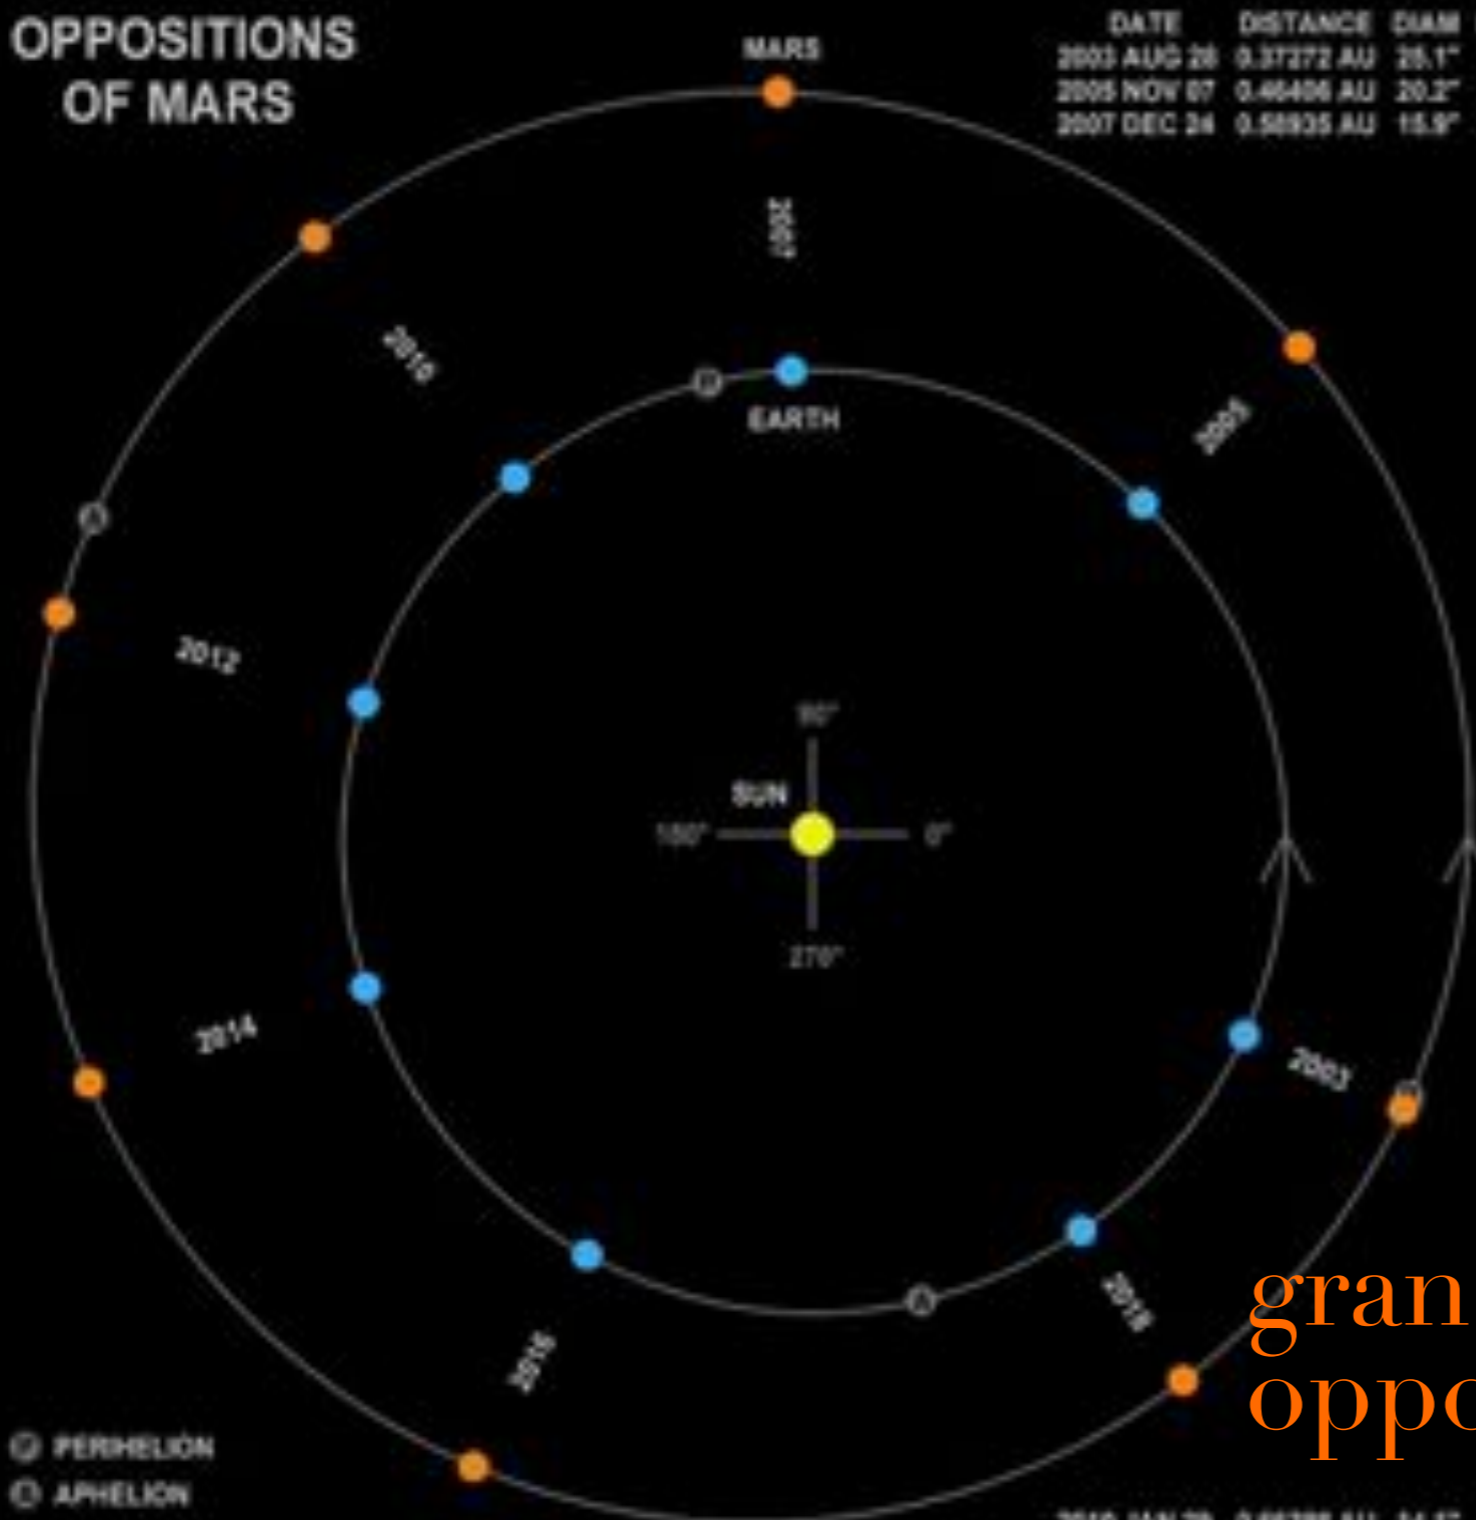 OPPOSITIONS
OF MARS
DATE DISTANCE DIAM
2003 AUG 28 0.37272 AU 25.1"
2005 NOV 07 0.46406 AU 20.2"
2007 DEC 24 0.58935 AU 15.9"
MARS
2007
2010
2005
EARTH
2012
90°
SUN
180°
0°
270°
2014
2003
2018
2016
gran
oppo
P PERIHELION
A APHELION